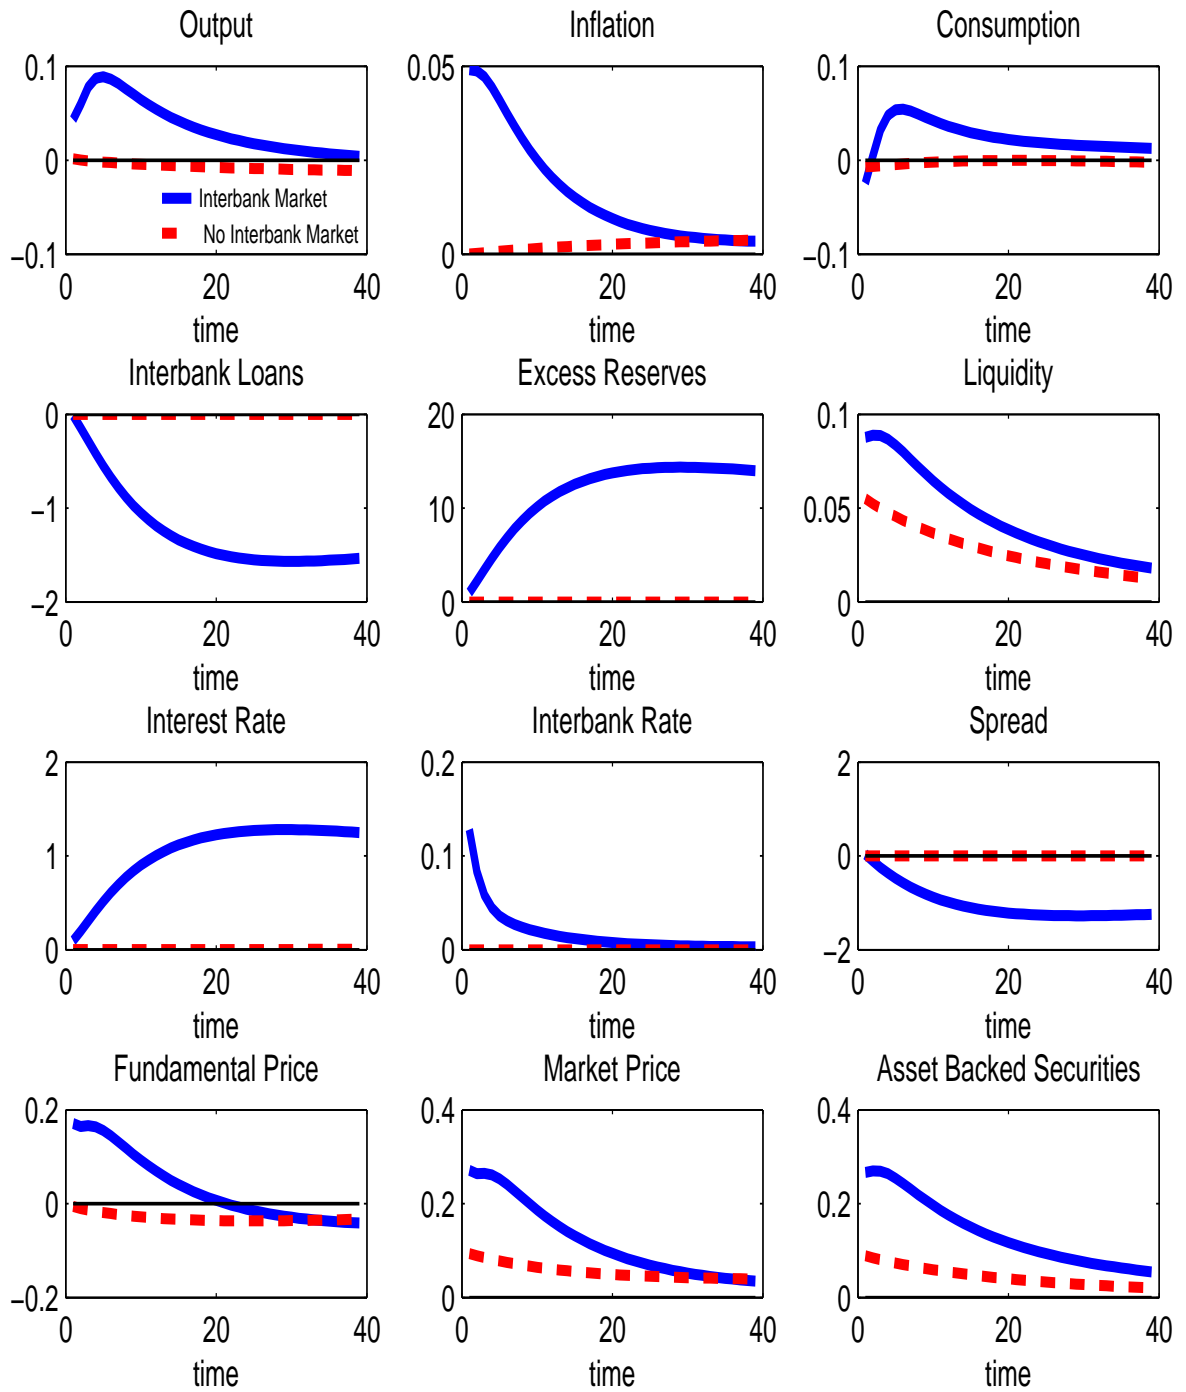 Output Inflation Consumption
0.1 0.05 0.1
0 0
Interbank Market
No Interbank Market
−0.1 0 −0.1
0 20 40 0 20 40 0 20 40
time time time
Interbank Loans Excess Reserves Liquidity
0 20 0.1
−1 10 0.05
−2 0 0
0 20 40 0 20 40 0 20 40
time time time
Interest Rate Interbank Rate Spread
2 0.2 2
1 0.1 0
0 0 −2
0 20 40 0 20 40 0 20 40
time time time
Fundamental Price Market Price Asset Backed Securities
0.2 0.4 0.4
0 0.2 0.2
−0.2 0 0
0 20 40 0 20 40 0 20 40
time time time